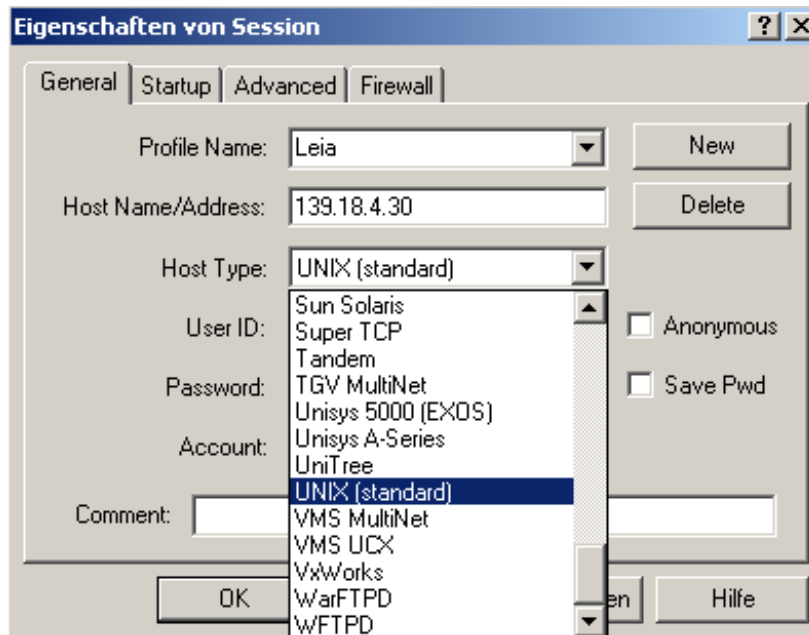 Eigenschaften von Session
General Startup Advanced Firewall
Profile Name: Leia New
Host Name/Address: 139.18.4.30 Delete
Host Type: UNIX (standard)
Sun Solaris
User ID: Super TCP Anonymous
Tandem
Password: TGV MultiNet Save Pwd
Unisys 5000 (EXOS)
Account: Unisys A-Series
UniTree
UNIX (standard)
Comment: VMS MultiNet
VMS UCX
VxWorks
OK WarFTPD en Hilfe
WFTPD